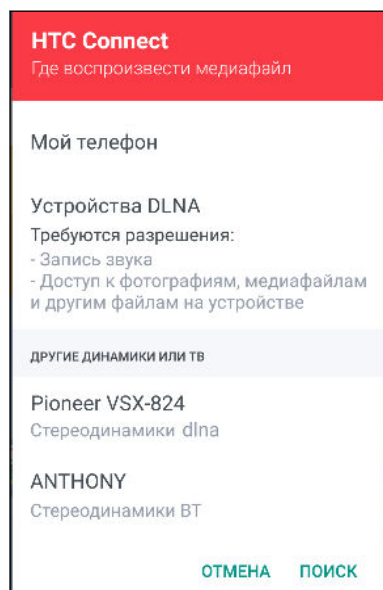 HTC Connect
Где воспроизвести медиафайл
Мой телефон
Устройства DLNA
Требуются разрешения:
- Запись звука
- Доступ к фотографиям, медиафайлам
и другим файлам на устройстве
ДРУГИЕ ДИНАМИКИ ИЛИ ТВ
Pioneer VSX-824
Стереодинамики dlna
ANTHONY
Стереодинамики BT
ОТМЕНА ПОИСК